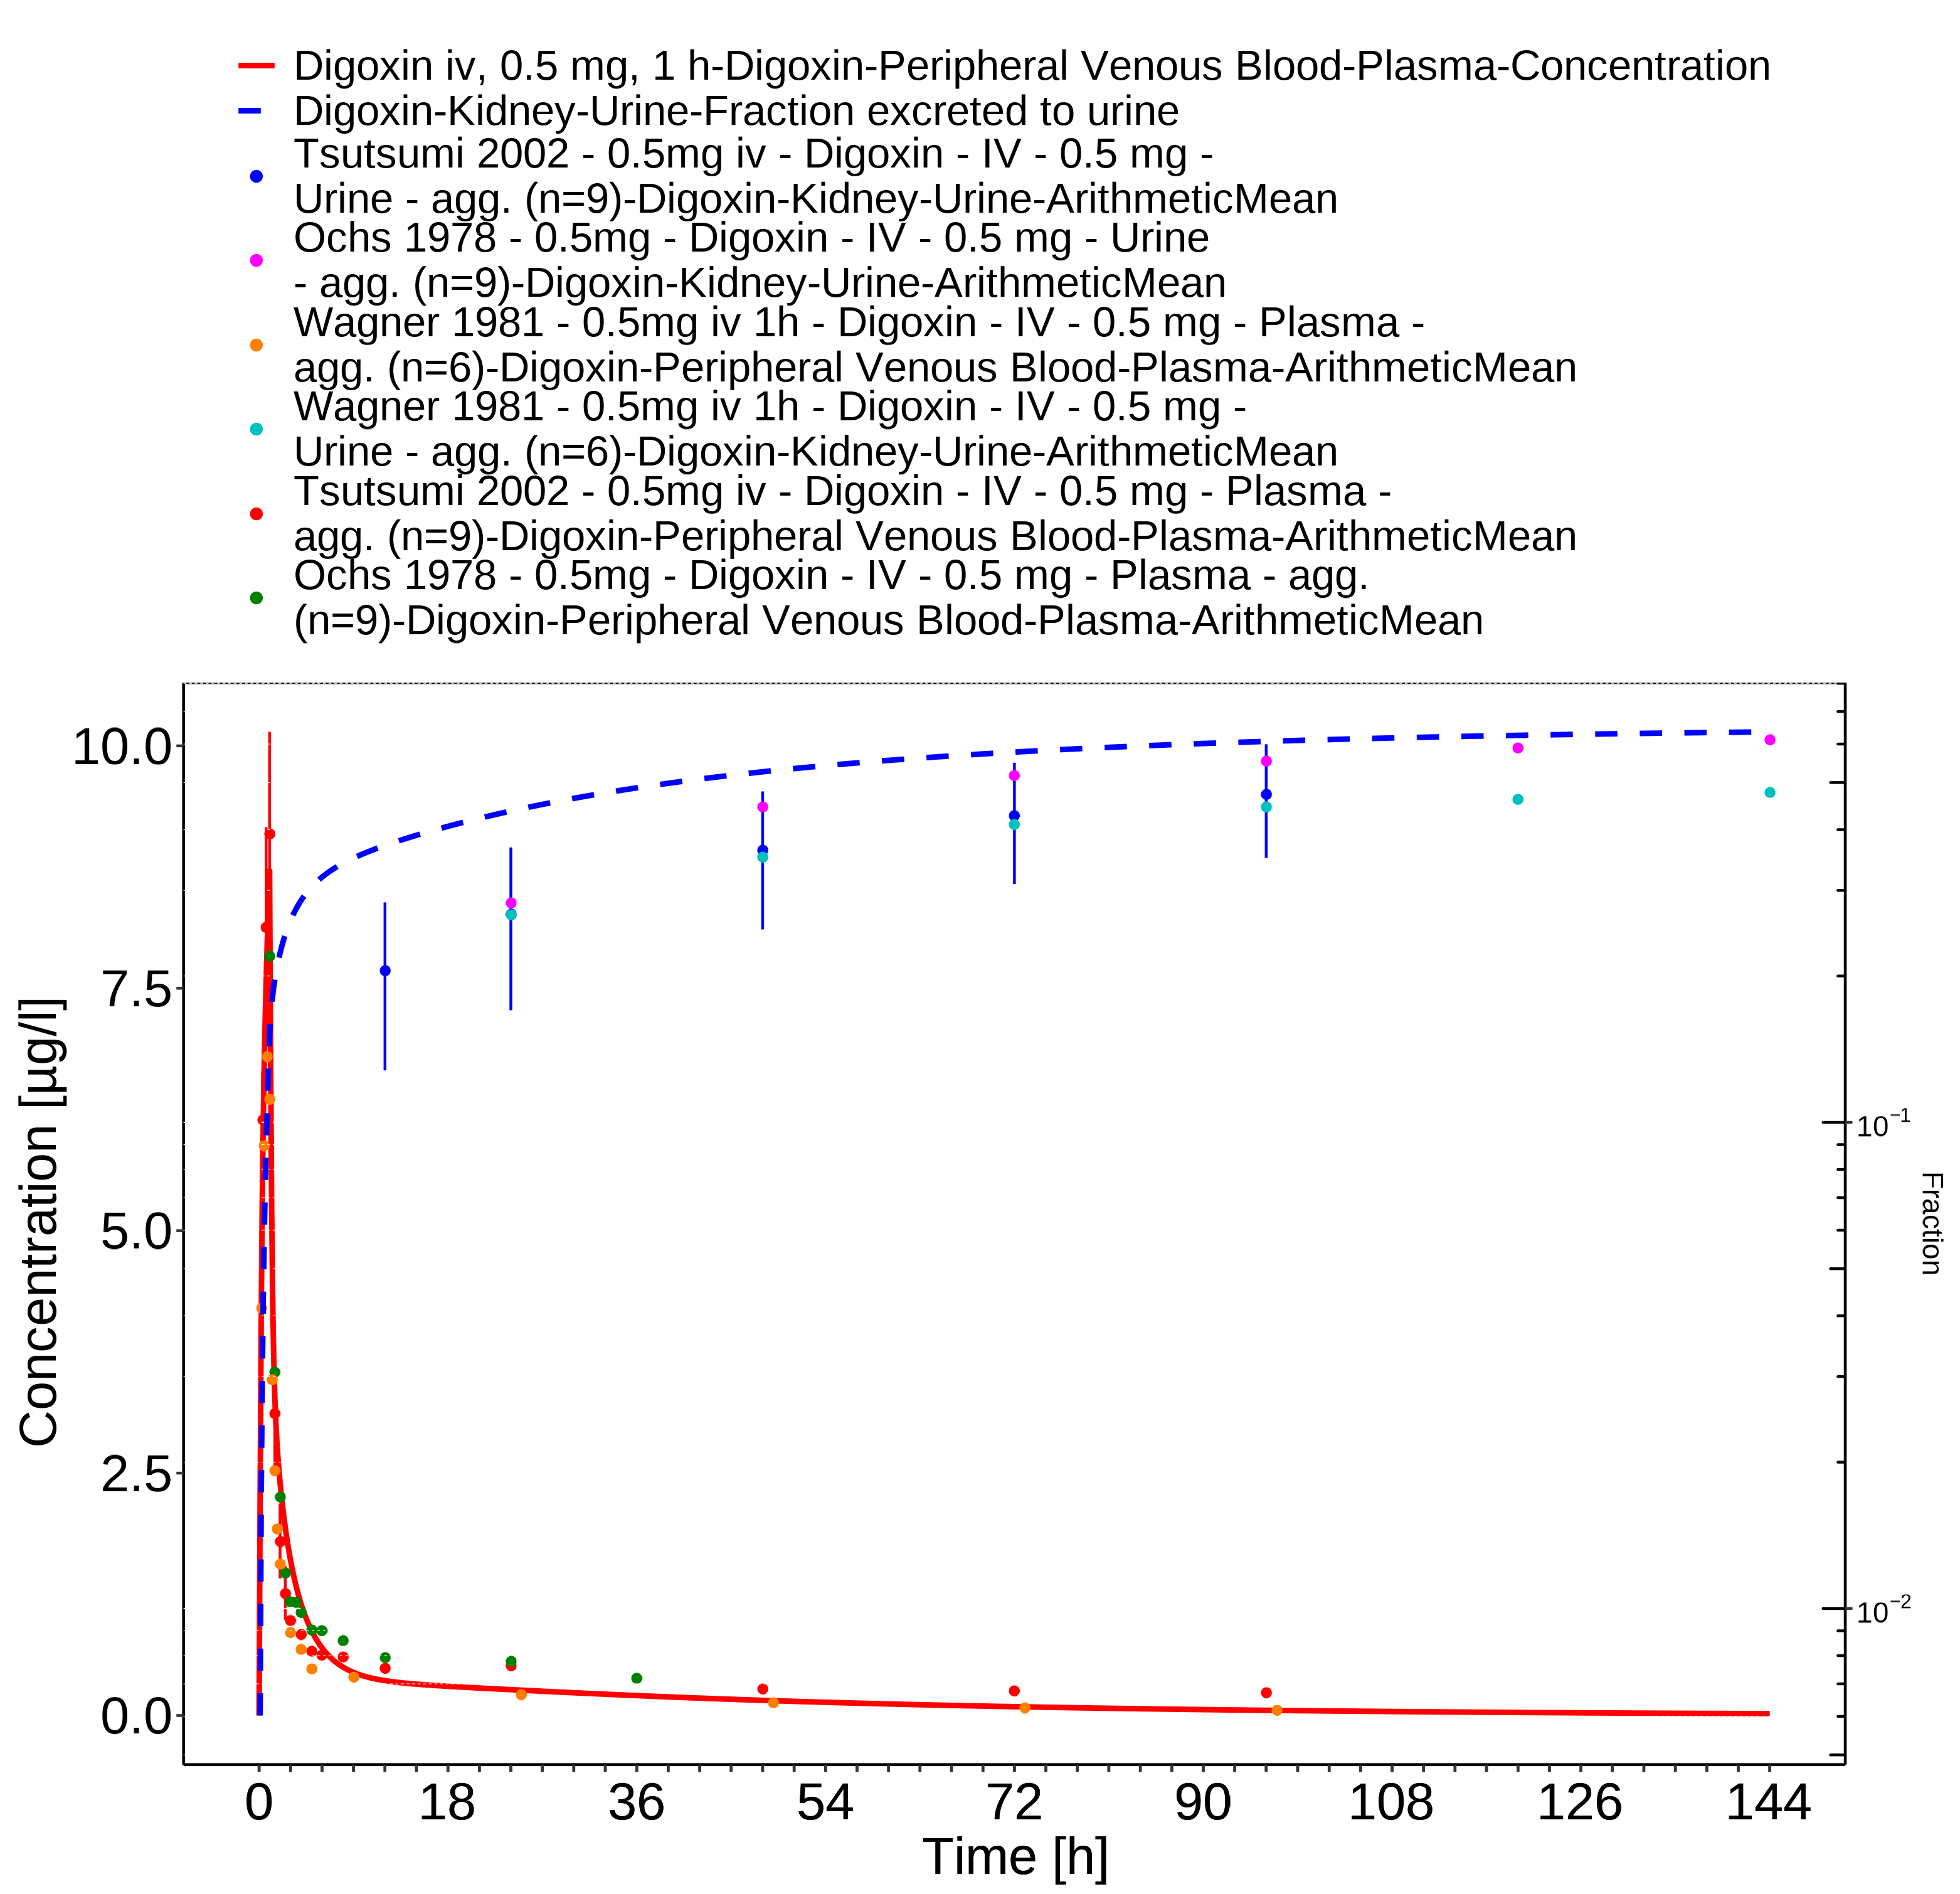 Digoxin iv, 0.5 mg, 1 h-Digoxin-Peripheral Venous Blood-Plasma-Concentration
Digoxin-Kidney-Urine-Fraction excreted to urine
Tsutsumi 2002 - 0.5mg iv - Digoxin - IV - 0.5 mg -
Urine - agg. (n=9)-Digoxin-Kidney-Urine-ArithmeticMean
Ochs 1978 - 0.5mg - Digoxin - IV - 0.5 mg - Urine
- agg. (n=9)-Digoxin-Kidney-Urine-ArithmeticMean
Wagner 1981 - 0.5mg iv 1h - Digoxin - IV - 0.5 mg - Plasma -
agg. (n=6)-Digoxin-Peripheral Venous Blood-Plasma-ArithmeticMean
Wagner 1981 - 0.5mg iv 1h - Digoxin - IV - 0.5 mg -
Urine - agg. (n=6)-Digoxin-Kidney-Urine-ArithmeticMean
Tsutsumi 2002 - 0.5mg iv - Digoxin - IV - 0.5 mg - Plasma -
agg. (n=9)-Digoxin-Peripheral Venous Blood-Plasma-ArithmeticMean
Ochs 1978 - 0.5mg - Digoxin - IV - 0.5 mg - Plasma - agg.
(n=9)-Digoxin-Peripheral Venous Blood-Plasma-ArithmeticMean
Concentration [µg/l]
10.0
7.5
5.0
2.5
0.0
10⁻¹
10⁻²
Fraction
0 18 36 54 72 90 108 126 144
Time [h]